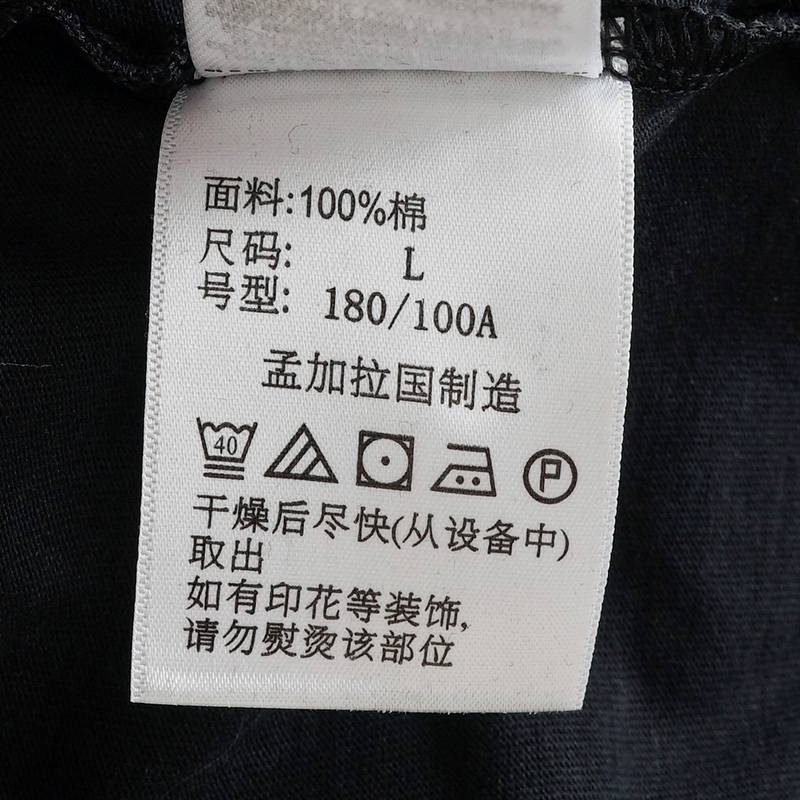 面料:100%棉
尺码: L
号型: 180/100A
孟加拉国制造
40 P
干燥后尽快(从设备中)
取出
如有印花等装饰,
请勿熨烫该部位